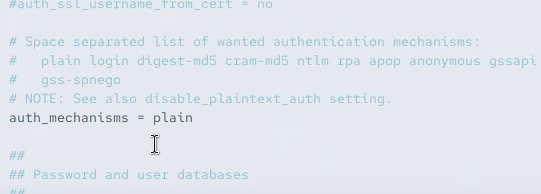 #auth_ssl_username_from_cert = no

# Space separated list of wanted authentication mechanisms:
#   plain login digest-md5 cram-md5 ntlm rpa apop anonymous gssapi
#   gss-spnego
# NOTE: See also disable_plaintext_auth setting.
auth_mechanisms = plain

##
## Password and user databases
##